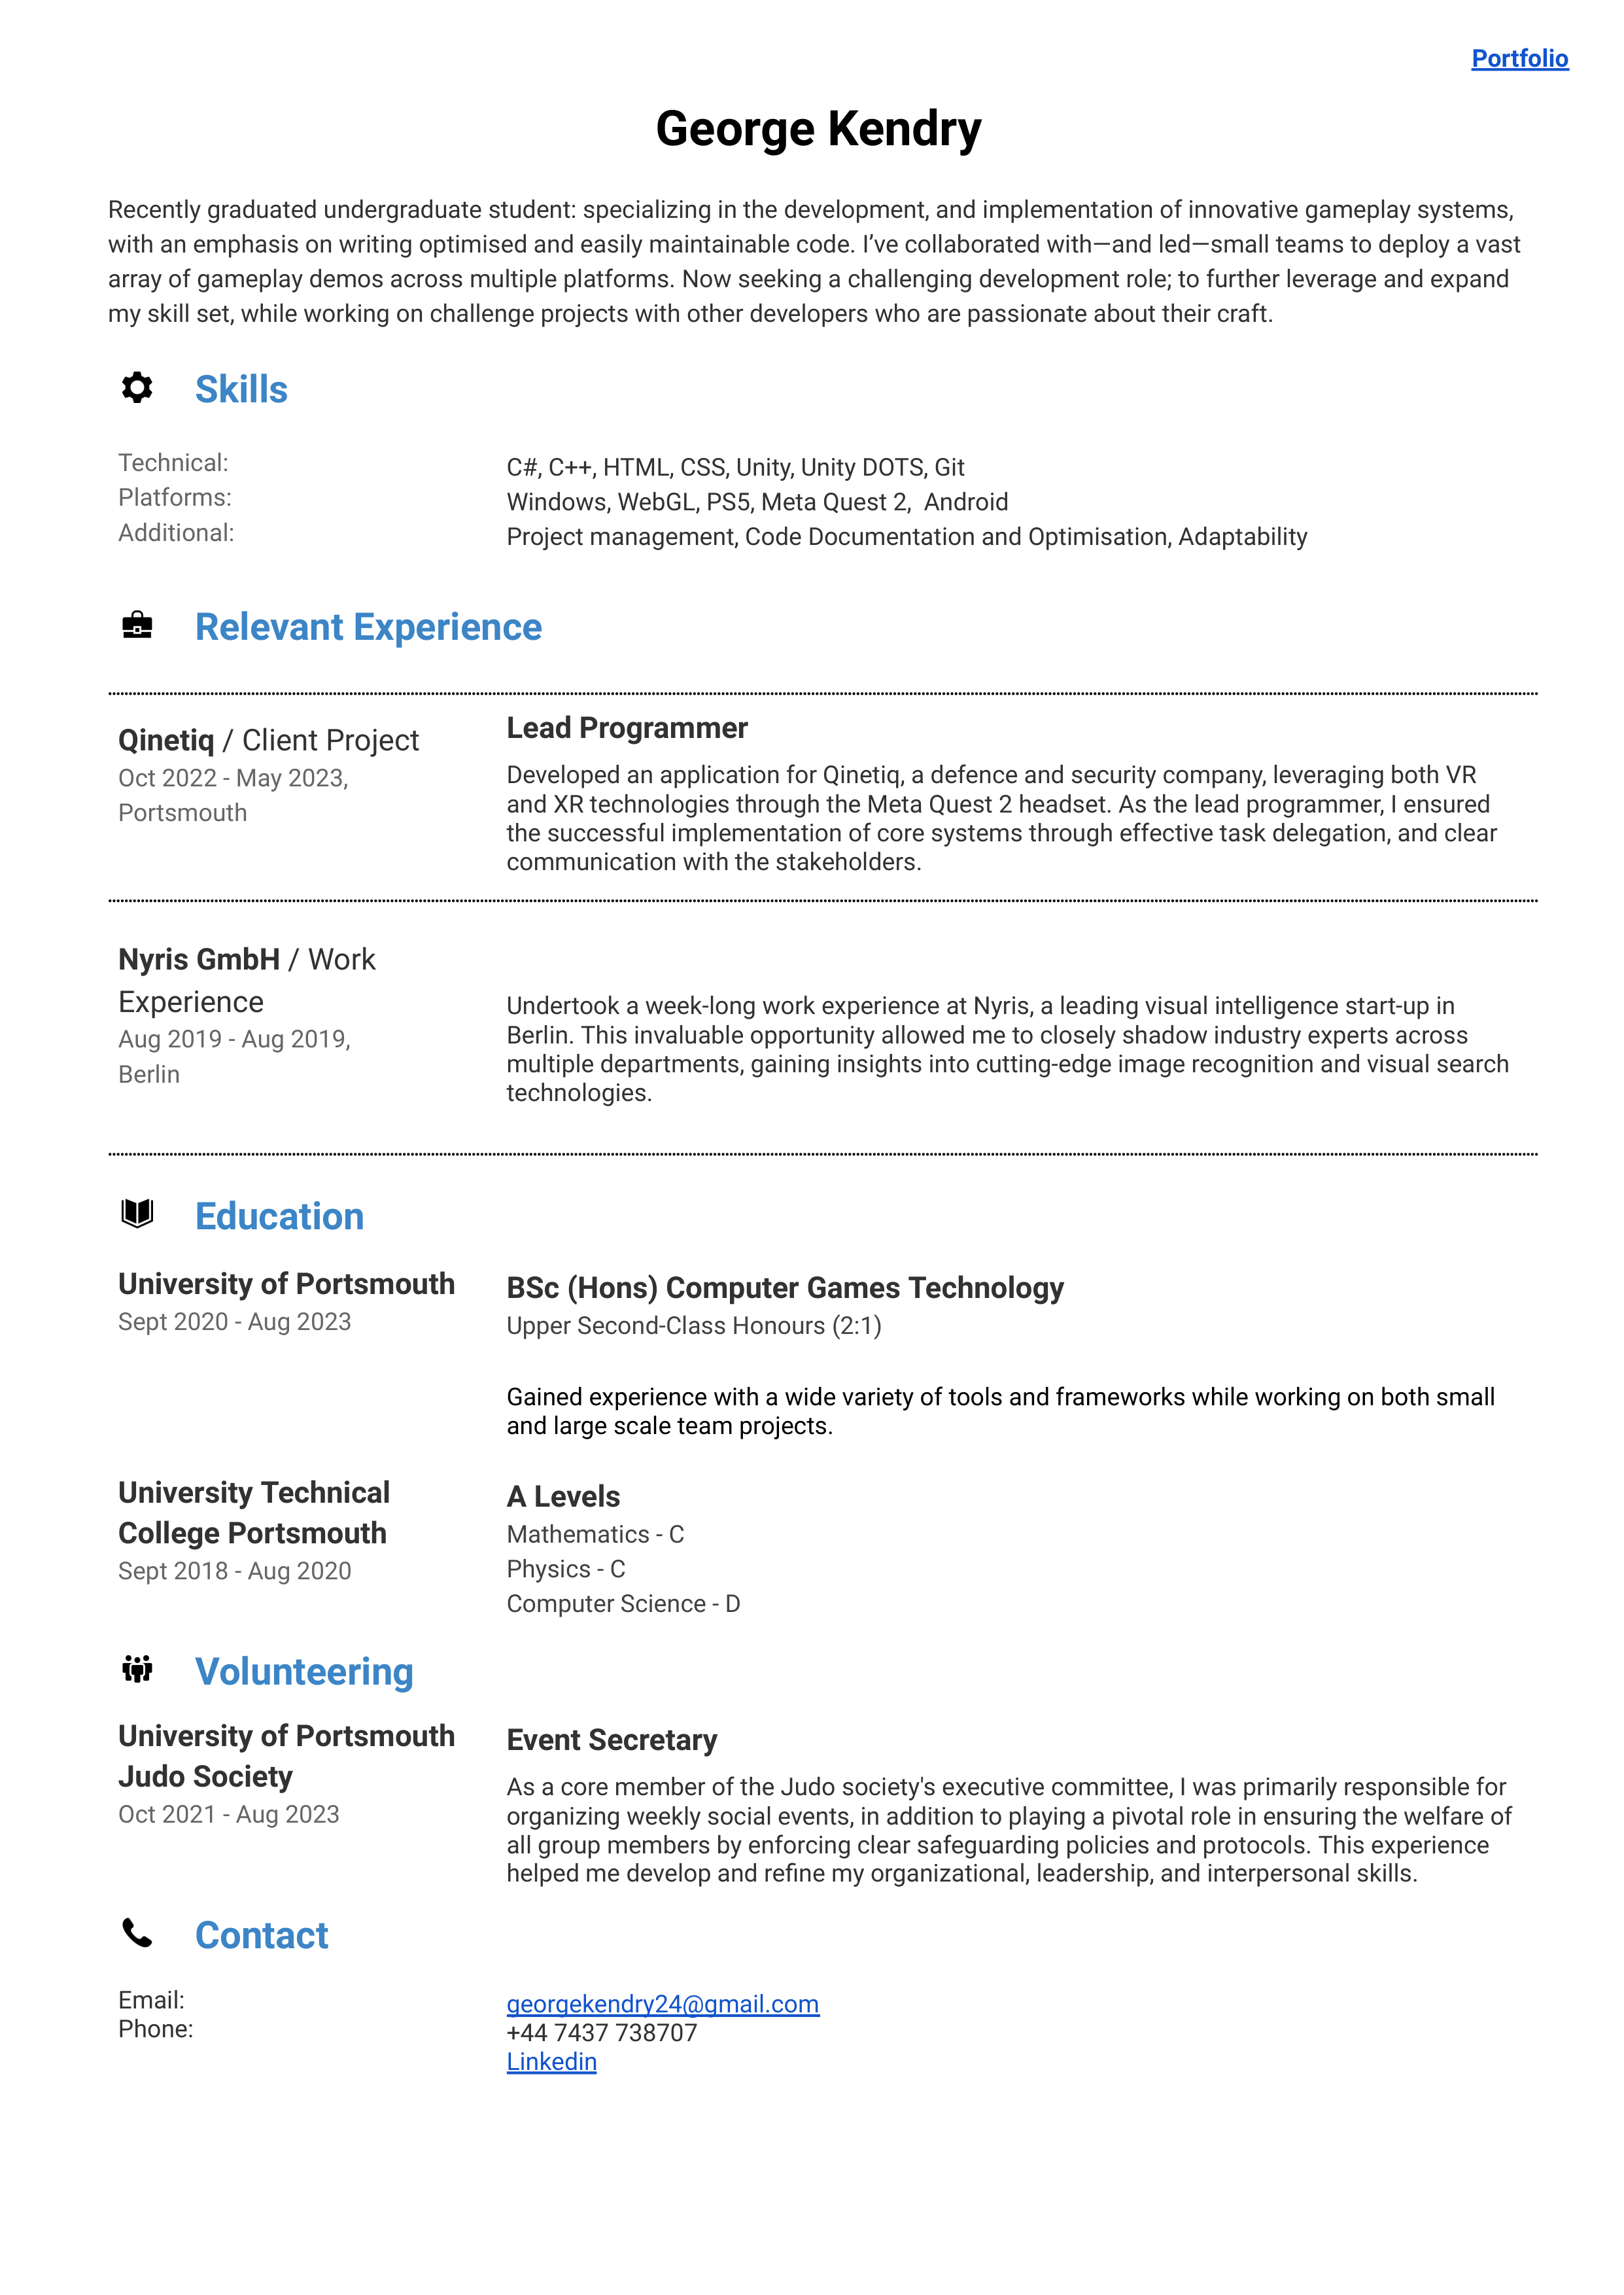 Portfolio
George Kendry
Recently graduated undergraduate student: specializing in the development, and implementation of innovative gameplay systems,
with an emphasis on writing optimised and easily maintainable code. I’ve collaborated with—and led—small teams to deploy a vast
array of gameplay demos across multiple platforms. Now seeking a challenging development role; to further leverage and expand
my skill set, while working on challenge projects with other developers who are passionate about their craft.
Skills
Technical:
C#, C++, HTML, CSS, Unity, Unity DOTS, Git
Platforms:
Windows, WebGL, PS5, Meta Quest 2,  Android
Additional:
Project management, Code Documentation and Optimisation, Adaptability
Relevant Experience
Qinetiq / Client Project
Oct 2022 - May 2023,
Portsmouth
Lead Programmer
Developed an application for Qinetiq, a defence and security company, leveraging both VR
and XR technologies through the Meta Quest 2 headset. As the lead programmer, I ensured
the successful implementation of core systems through effective task delegation, and clear
communication with the stakeholders.
Nyris GmbH / Work
Experience
Aug 2019 - Aug 2019,
Berlin
Undertook a week-long work experience at Nyris, a leading visual intelligence start-up in
Berlin. This invaluable opportunity allowed me to closely shadow industry experts across
multiple departments, gaining insights into cutting-edge image recognition and visual search
technologies.
Education
University of Portsmouth
Sept 2020 - Aug 2023
BSc (Hons) Computer Games Technology
Upper Second-Class Honours (2:1)
Gained experience with a wide variety of tools and frameworks while working on both small
and large scale team projects.
University Technical
College Portsmouth
Sept 2018 - Aug 2020
A Levels
Mathematics - C
Physics - C
Computer Science - D
Volunteering
University of Portsmouth
Judo Society
Oct 2021 - Aug 2023
Event Secretary
As a core member of the Judo society's executive committee, I was primarily responsible for
organizing weekly social events, in addition to playing a pivotal role in ensuring the welfare of
all group members by enforcing clear safeguarding policies and protocols. This experience
helped me develop and refine my organizational, leadership, and interpersonal skills.
Contact
Email:
georgekendry24@gmail.com
Phone:
+44 7437 738707
Linkedin